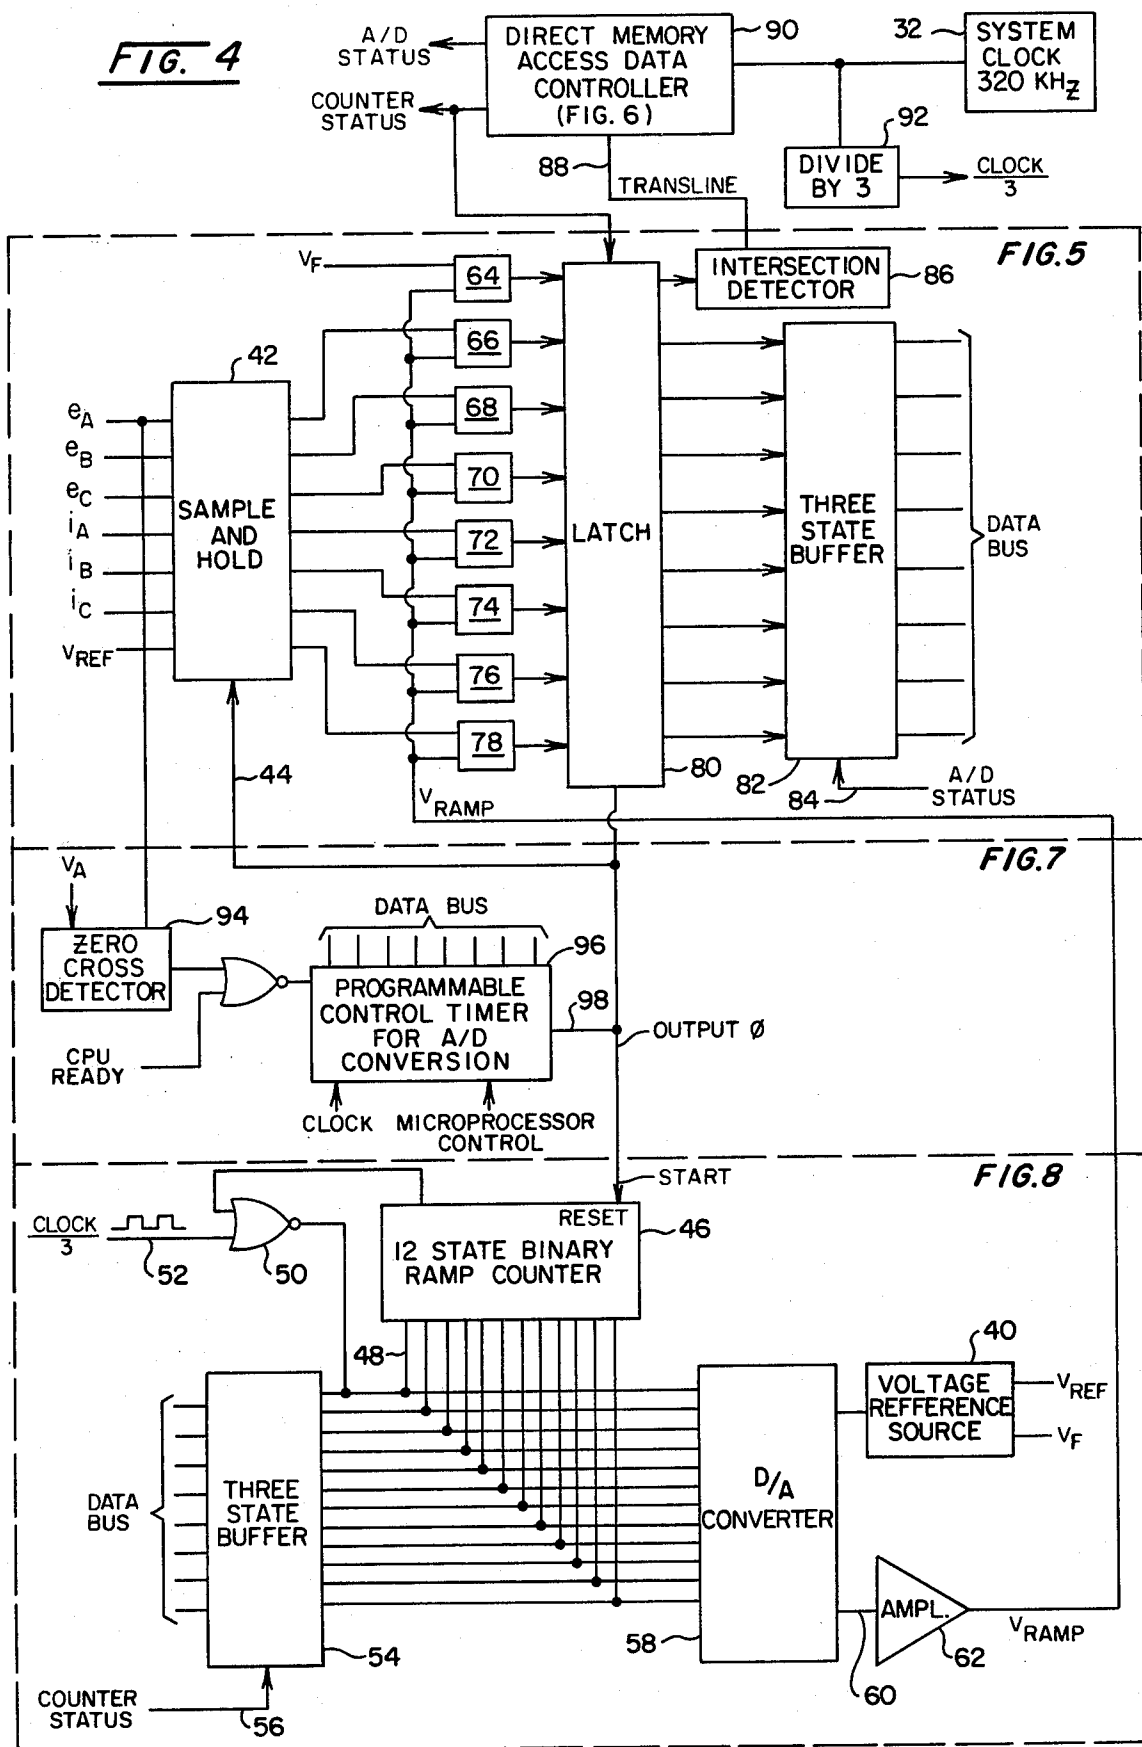 FIG. 4
A/D
STATUS
COUNTER
STATUS
DIRECT MEMORY
ACCESS DATA
CONTROLLER
(FIG. 6)
90
32
SYSTEM
CLOCK
320 KHZ
92
DIVIDE
BY 3
CLOCK
3
88
TRANSLINE
FIG.5
VF
64
INTERSECTION
DETECTOR
86
66
42
68
eA
eB
eC
iA
iB
iC
VREF
SAMPLE
AND
HOLD
70
72
74
76
78
LATCH
THREE
STATE
BUFFER
DATA
BUS
44
80
82
84
A/D
STATUS
VRAMP
FIG.7
VA
94
ZERO
CROSS
DETECTOR
DATA BUS
96
PROGRAMMABLE
CONTROL TIMER
FOR A/D
CONVERSION
98
OUTPUT Ø
CPU
READY
CLOCK
MICROPROCESSOR
CONTROL
FIG.8
START
CLOCK
3
52
50
RESET
46
12 STATE BINARY
RAMP COUNTER
48
40
VOLTAGE
REFFERENCE
SOURCE
VREF
VF
DATA
BUS
THREE
STATE
BUFFER
D/A
CONVERTER
54
58
AMPL.
62
60
VRAMP
COUNTER
STATUS
56